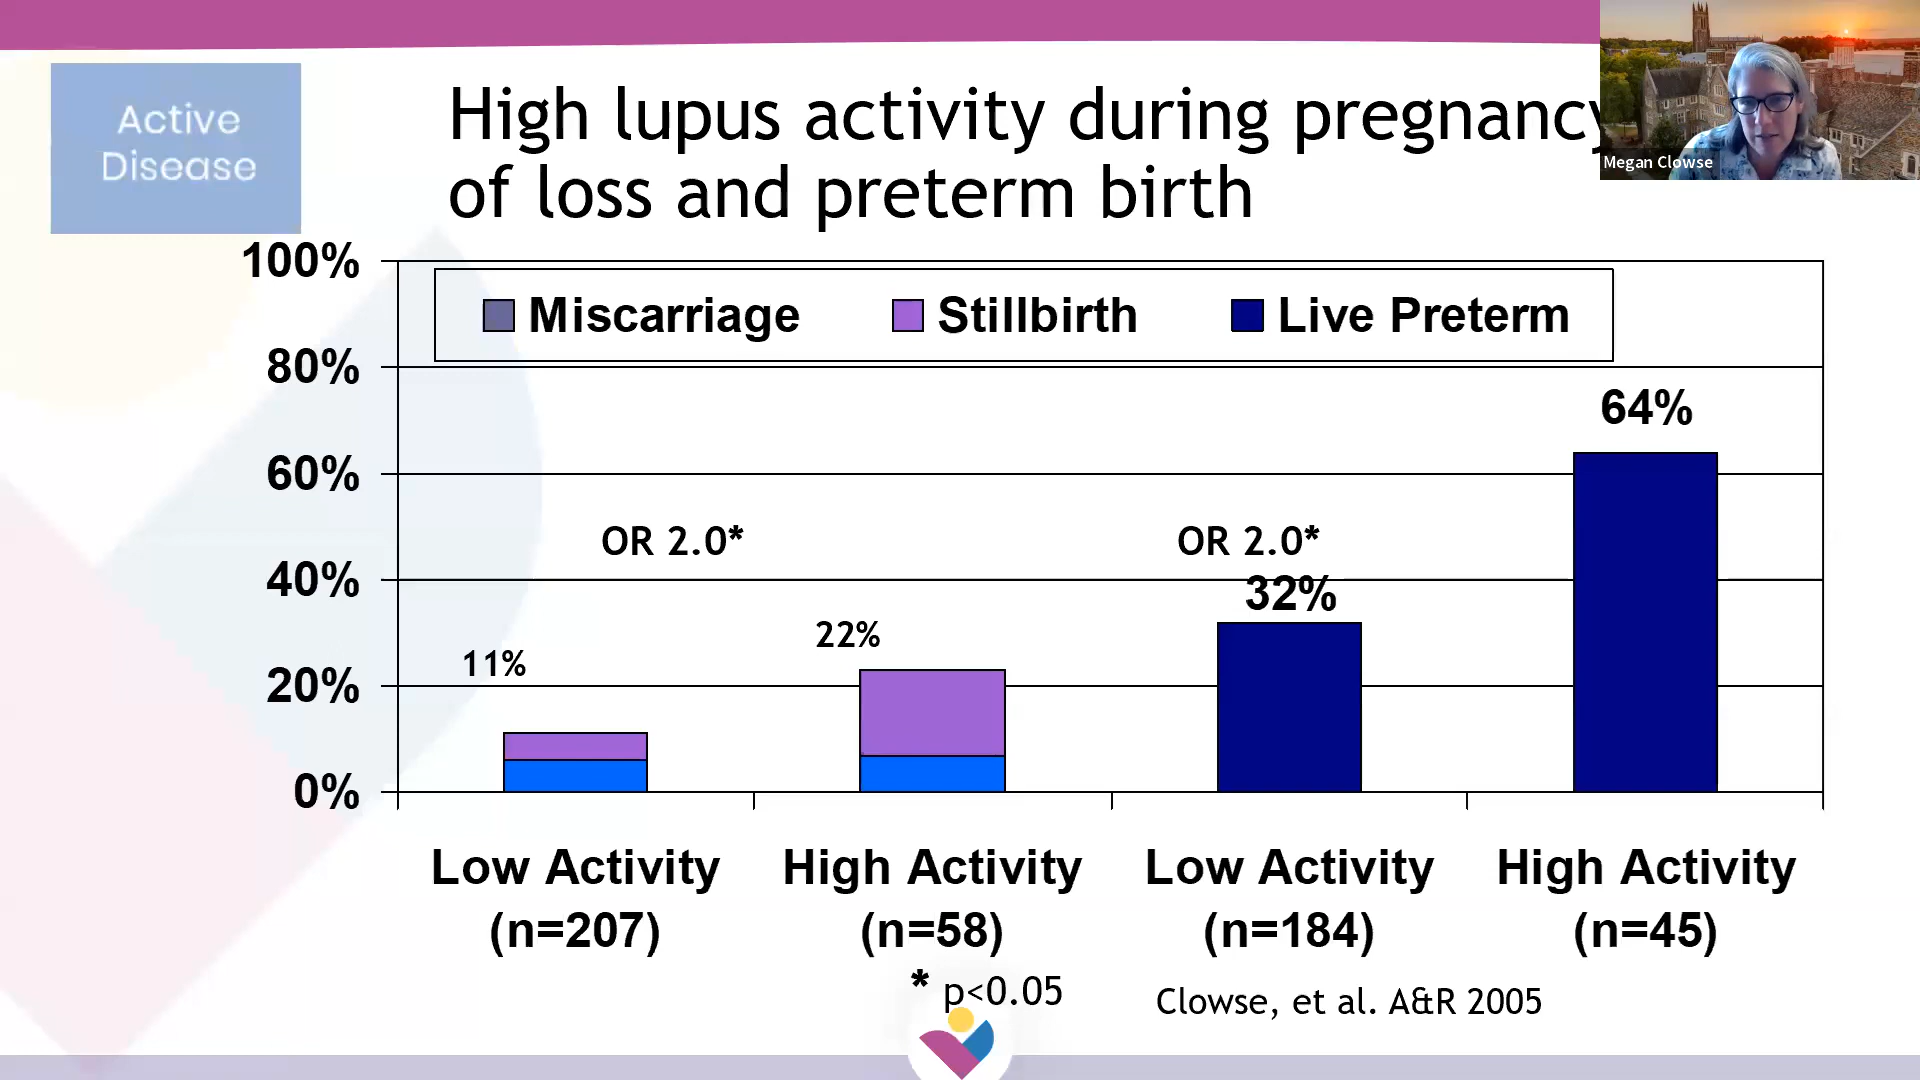 Active
Disease
High lupus activity during pregnancy
of loss and preterm birth
Megan Clowse
100%
80%
60%
40%
20%
0%
Miscarriage Stillbirth Live Preterm
64%
OR 2.0* OR 2.0*
32%
22%
11%
Low Activity High Activity Low Activity High Activity
(n=207) (n=58) (n=184) (n=45)
* p<0.05
Clowse, et al. A&R 2005